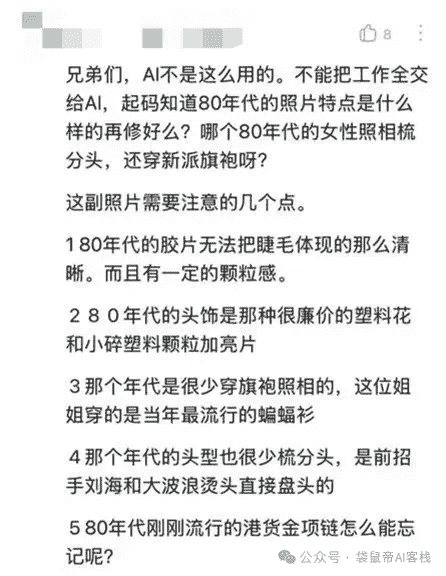 8
兄弟们，AI不是这么用的。不能把工作全交
给AI，起码知道80年代的照片特点是什么
样的再修好么？哪个80年代的女性照相梳
分头，还穿新派旗袍呀？
这副照片需要注意的几个点。
1 80年代的胶片无法把睫毛体现的那么清
晰。而且有一定的颗粒感。
２８０年代的头饰是那种很廉价的塑料花
和小碎塑料颗粒加亮片
３那个年代是很少穿旗袍照相的，这位姐
姐穿的是当年最流行的蝙蝠衫
４那个年代的头型也很少梳分头，是前招
手刘海和大波浪烫头直接盘头的
５80年代刚刚流行的港货金项链怎么能忘
记呢？
公众号·袋鼠帝AI客栈